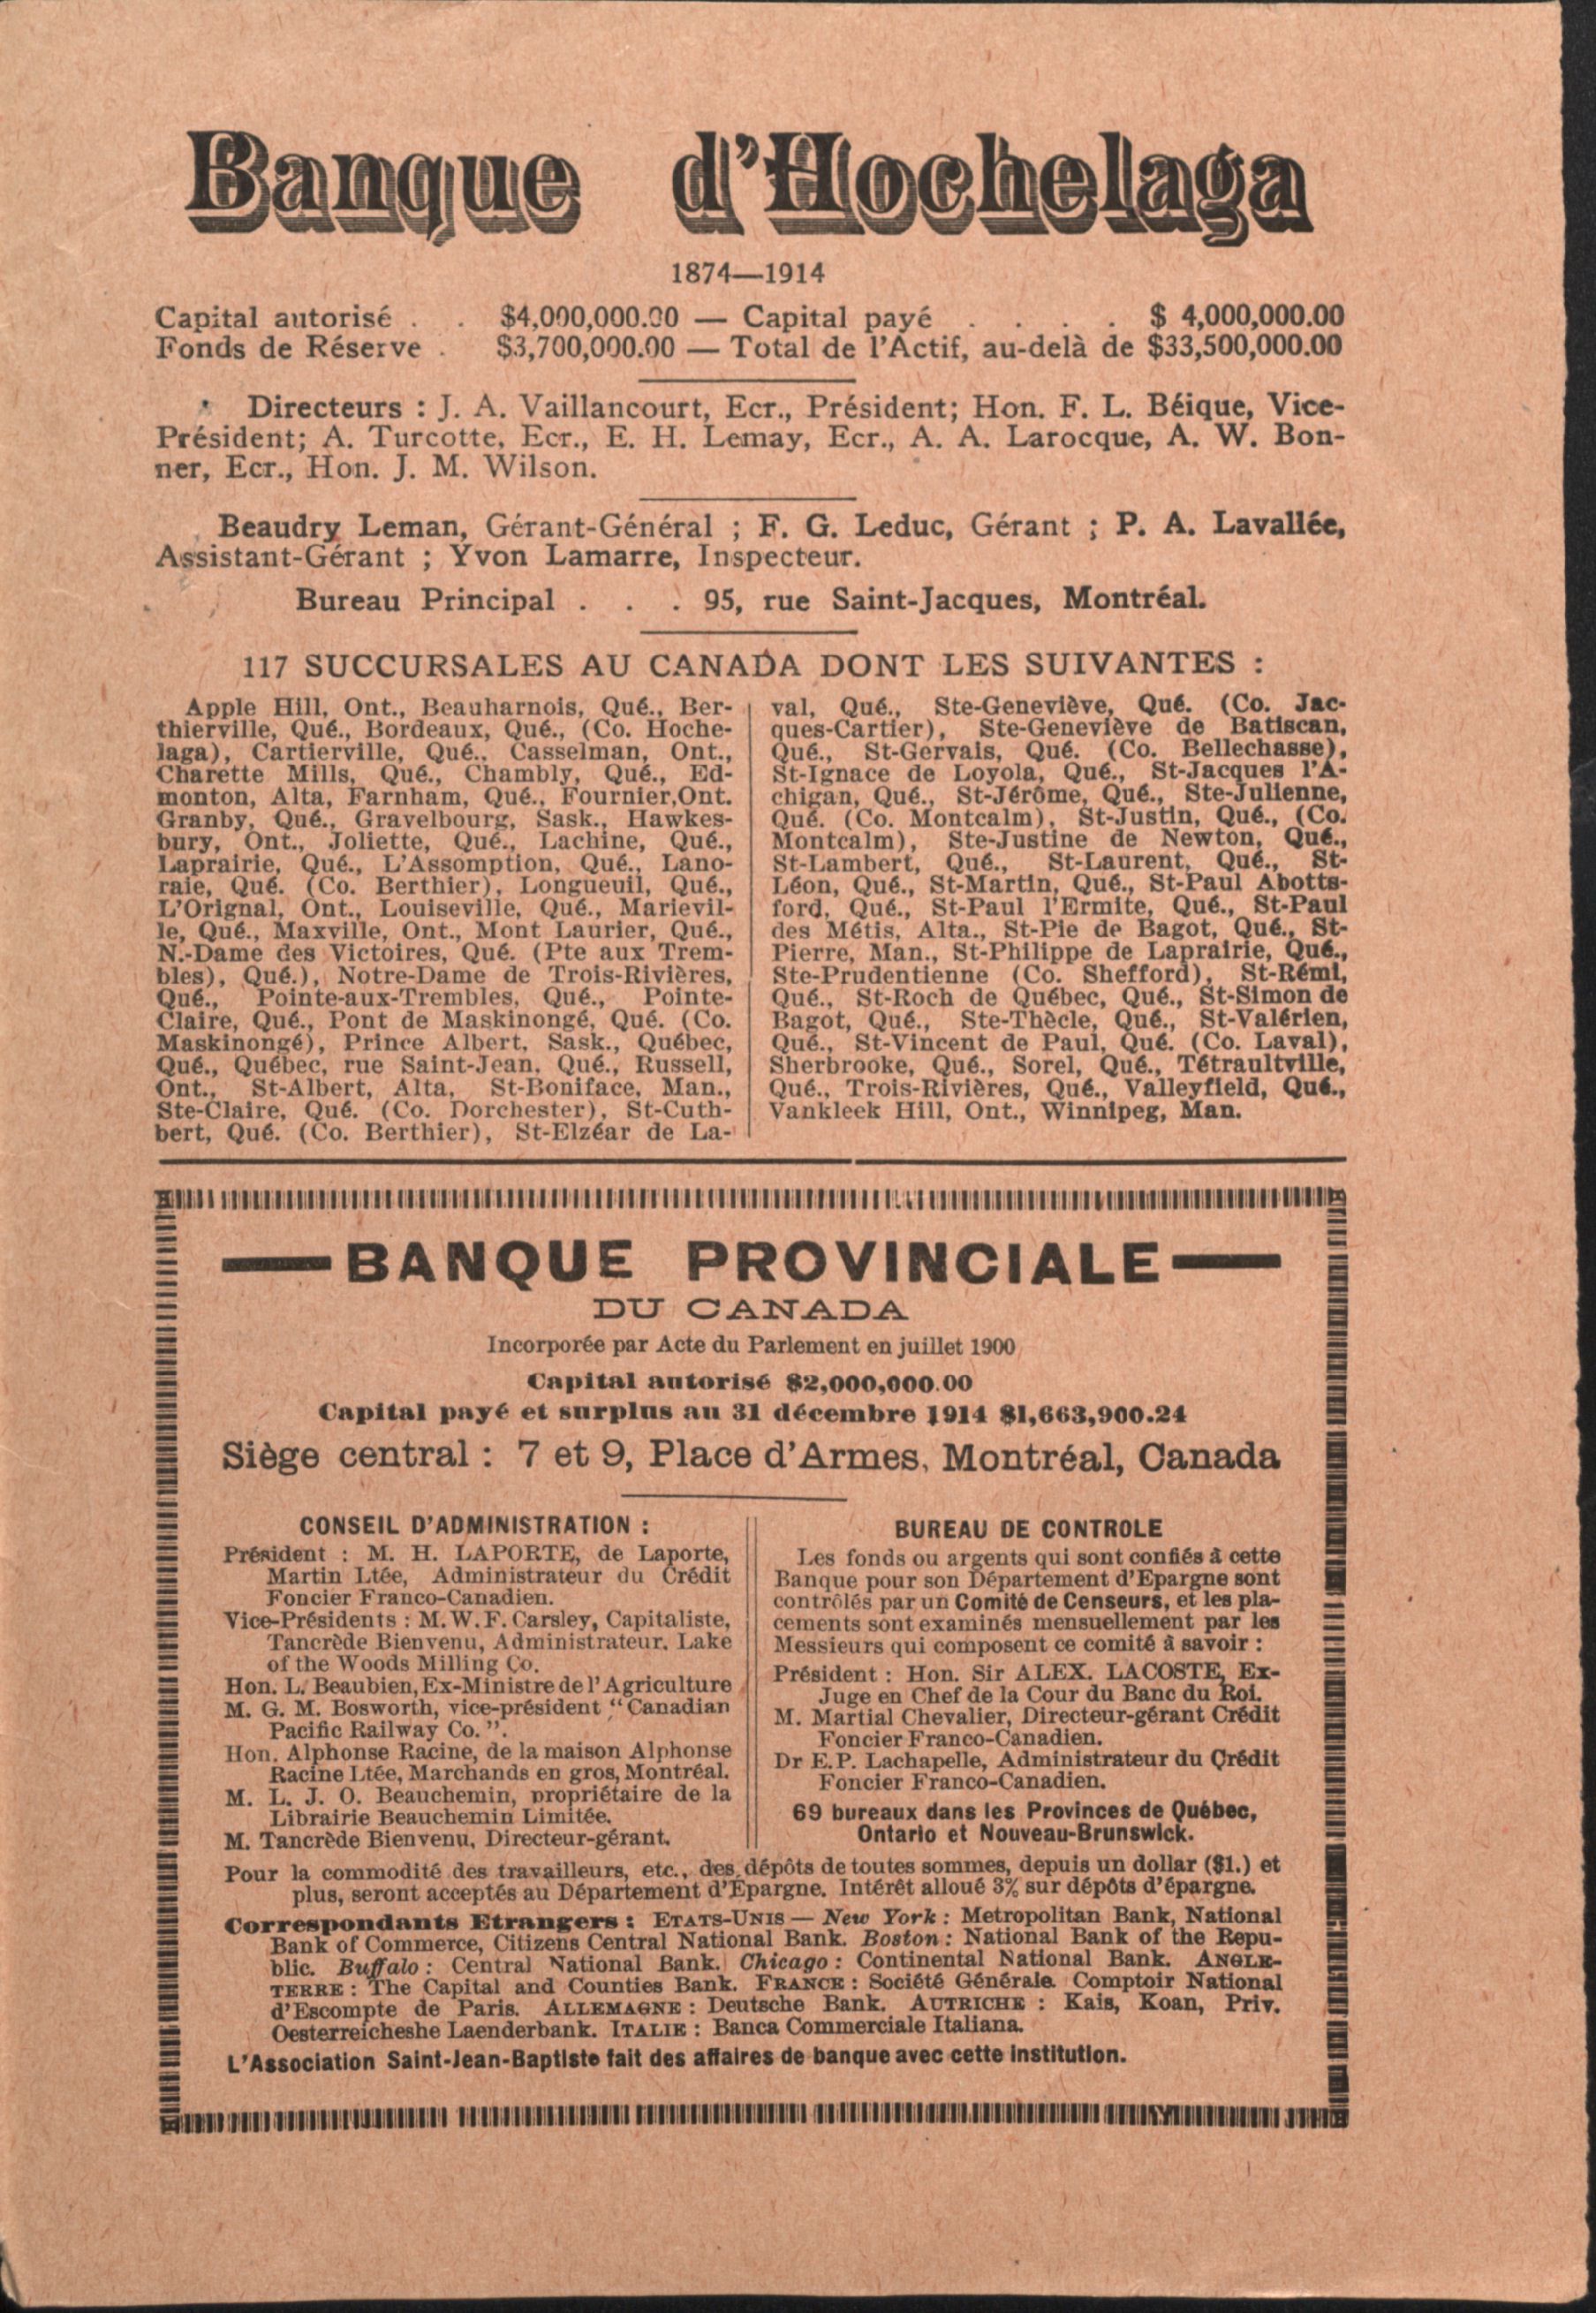 Banque d'Hochelaga
1874—1914
Capital autorisé . . $4,000,000.00 — Capital payé . . . . $ 4,000,000.00
Fonds de Réserve . $3,700,000.00 — Total de l'Actif, au-delà de $33,500,000.00
Directeurs : J. A. Vaillancourt, Ecr., Président; Hon. F. L. Béique, Vice-
Président; A. Turcotte, Ecr., E. H. Lemay, Ecr., A. A. Larocque, A. W. Bon-
ner, Ecr., Hon. J. M. Wilson.
Beaudry Leman, Gérant-Général ; F. G. Leduc, Gérant ; P. A. Lavallée,
Assistant-Gérant ; Yvon Lamarre, Inspecteur.
Bureau Principal . . . 95, rue Saint-Jacques, Montréal.
117 SUCCURSALES AU CANADA DONT LES SUIVANTES :
Apple Hill, Ont., Beauharnois, Qué., Ber-
thierville, Qué., Bordeaux, Qué., (Co. Hoche-
laga), Cartierville, Qué., Casselman, Ont.,
Charette Mills, Qué., Chambly, Qué., Ed-
monton, Alta, Farnham, Qué., Fournier,Ont.
Granby, Qué., Gravelbourg, Sask., Hawkes-
bury, Ont., Joliette, Qué., Lachine, Qué.,
Laprairie, Qué., L'Assomption, Qué., Lano-
raie, Qué. (Co. Berthier), Longueuil, Qué.,
L'Orignal, Ont., Louiseville, Qué., Marievil-
le, Qué., Maxville, Ont., Mont Laurier, Qué.,
N.-Dame des Victoires, Qué. (Pte aux Trem-
bles), Qué.), Notre-Dame de Trois-Rivières,
Qué., Pointe-aux-Trembles, Qué., Pointe-
Claire, Qué., Pont de Maskinongé, Qué. (Co.
Maskinongé), Prince Albert, Sask., Québec,
Qué., Québec, rue Saint-Jean, Qué., Russell,
Ont., St-Albert, Alta, St-Boniface, Man.,
Ste-Claire, Qué. (Co. Dorchester), St-Cuth-
bert, Qué. (Co. Berthier), St-Elzéar de La-
val, Qué., Ste-Geneviève, Qué. (Co. Jac-
ques-Cartier), Ste-Geneviève de Batiscan,
Qué., St-Gervais, Qué. (Co. Bellechasse),
St-Ignace de Loyola, Qué., St-Jacques l'A-
chigan, Qué., St-Jérôme, Qué., Ste-Julienne,
Qué. (Co. Montcalm), St-Justin, Qué., (Co.
Montcalm), Ste-Justine de Newton, Qué.,
St-Lambert, Qué., St-Laurent, Qué., St-
Léon, Qué., St-Martin, Qué., St-Paul Abotts-
ford, Qué., St-Paul l'Ermite, Qué., St-Paul
des Métis, Alta., St-Pie de Bagot, Qué., St-
Pierre, Man., St-Philippe de Laprairie, Qué.,
Ste-Prudentienne (Co. Shefford), St-Rémi,
Qué., St-Roch de Québec, Qué., St-Simon de
Bagot, Qué., Ste-Thècle, Qué., St-Valérien,
Qué., St-Vincent de Paul, Qué. (Co. Laval),
Sherbrooke, Qué., Sorel, Qué., Tétraultville,
Qué., Trois-Rivières, Qué., Valleyfield, Qué.,
Vankleek Hill, Ont., Winnipeg, Man.
BANQUE PROVINCIALE
DU CANADA
Incorporée par Acte du Parlement en juillet 1900
Capital autorisé $2,000,000.00
Capital payé et surplus au 31 décembre 1914 $1,663,900.24
Siège central : 7 et 9, Place d'Armes, Montréal, Canada
CONSEIL D'ADMINISTRATION :
Président : M. H. LAPORTE, de Laporte,
Martin Ltée, Administrateur du Crédit
Foncier Franco-Canadien.
Vice-Présidents : M. W. F. Carsley, Capitaliste,
Tancrède Bienvenu, Administrateur, Lake
of the Woods Milling Co.
Hon. L. Beaubien, Ex-Ministre de l'Agriculture
M. G. M. Bosworth, vice-président "Canadian
Pacific Railway Co.".
Hon. Alphonse Racine, de la maison Alphonse
Racine Ltée, Marchands en gros, Montréal.
M. L. J. O. Beauchemin, propriétaire de la
Librairie Beauchemin Limitée.
M. Tancrède Bienvenu, Directeur-gérant.
BUREAU DE CONTROLE
Les fonds ou argents qui sont confiés à cette
Banque pour son Département d'Epargne sont
contrôlés par un Comité de Censeurs, et les pla-
cements sont examinés mensuellement par les
Messieurs qui composent ce comité à savoir :
Président : Hon. Sir ALEX. LACOSTE, Ex-
Juge en Chef de la Cour du Banc du Roi.
M. Martial Chevalier, Directeur-gérant Crédit
Foncier Franco-Canadien.
Dr E. P. Lachapelle, Administrateur du Crédit
Foncier Franco-Canadien.
69 bureaux dans les Provinces de Québec,
Ontario et Nouveau-Brunswick.
Pour la commodité des travailleurs, etc., des dépôts de toutes sommes, depuis un dollar ($1.) et
plus, seront acceptés au Département d'Epargne. Intérêt alloué 3% sur dépôts d'épargne.
Correspondants Etrangers : ETATS-UNIS — New York : Metropolitan Bank, National
Bank of Commerce, Citizens Central National Bank. Boston : National Bank of the Repu-
blic. Buffalo : Central National Bank. Chicago : Continental National Bank. ANGLE-
TERRE : The Capital and Counties Bank. FRANCE : Société Générale. Comptoir National
d'Escompte de Paris. ALLEMAGNE : Deutsche Bank. AUTRICHE : Kais, Koan, Priv.
Oesterreicheshe Laenderbank. ITALIE : Banca Commerciale Italiana.
L'Association Saint-Jean-Baptiste fait des affaires de banque avec cette institution.